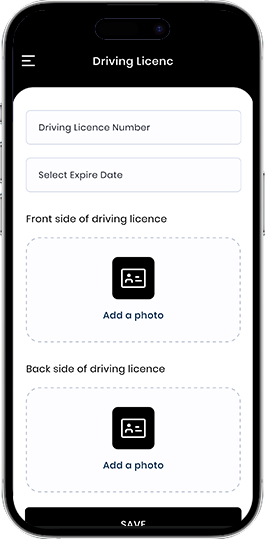 Driving Licenc
Driving Licence Number
Select Expire Date
Front side of driving licence
Add a photo
Back side of driving licence
Add a photo
SAVE